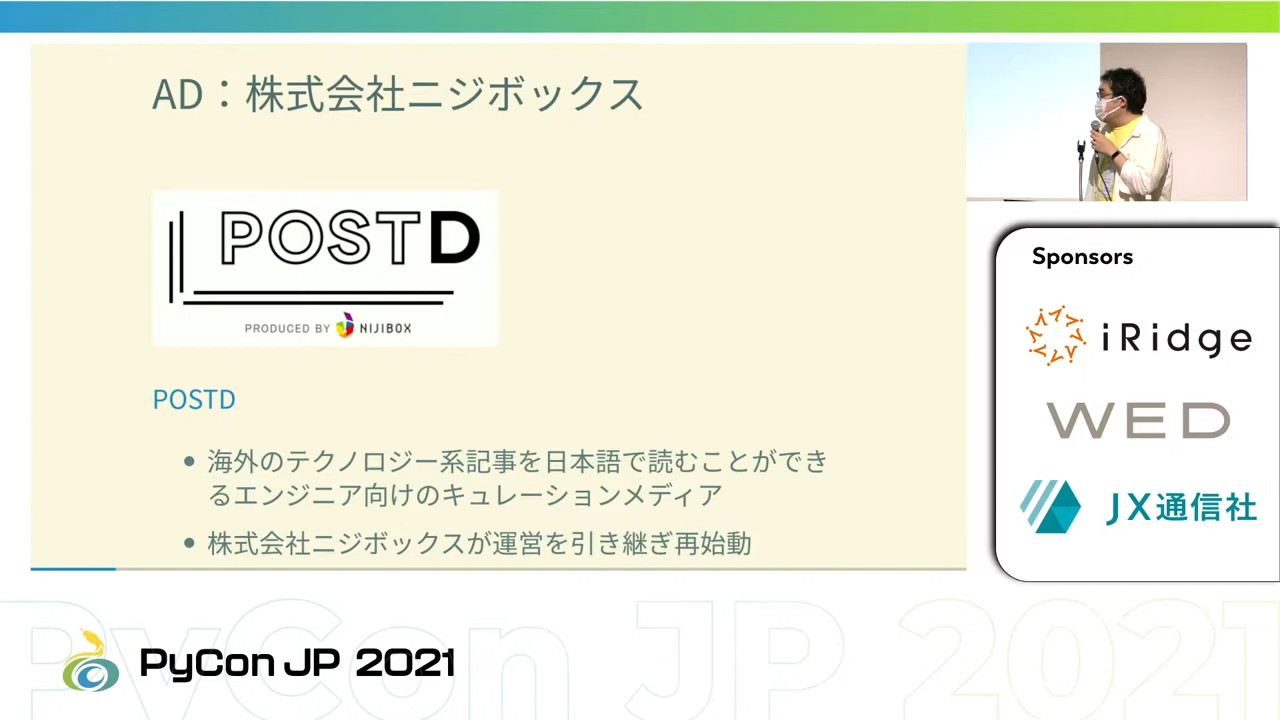 AD：株式会社ニジボックス
POSTD
PRODUCED BY NIJIBOX
POSTD
海外のテクノロジー系記事を日本語で読むことができ
るエンジニア向けのキュレーションメディア
株式会社ニジボックスが運営を引き継ぎ再始動
Sponsors
iRidge
WED
JX通信社
PyCon JP 2021
PyCon JP 2021